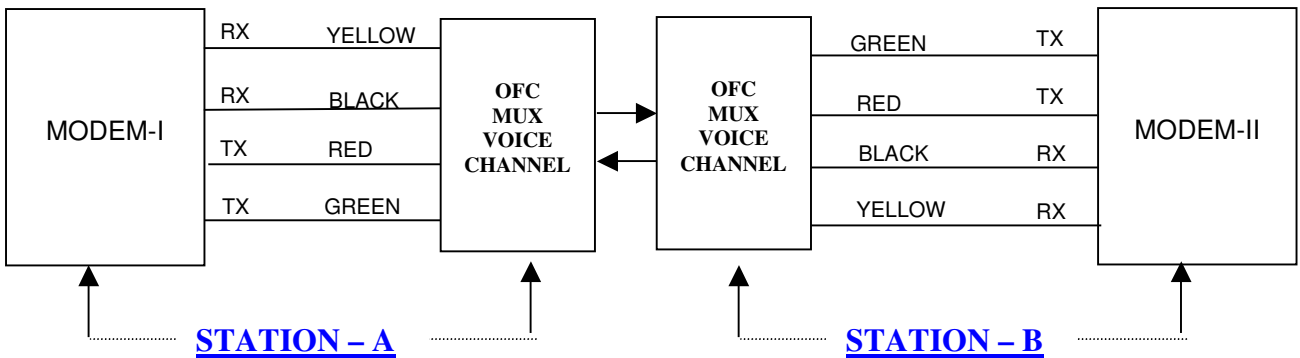 MODEM-I
RX YELLOW
RX BLACK
TX RED
TX GREEN
OFC
MUX
VOICE
CHANNEL
OFC
MUX
VOICE
CHANNEL
GREEN TX
RED TX
BLACK RX
YELLOW RX
MODEM-II
STATION – A
STATION – B